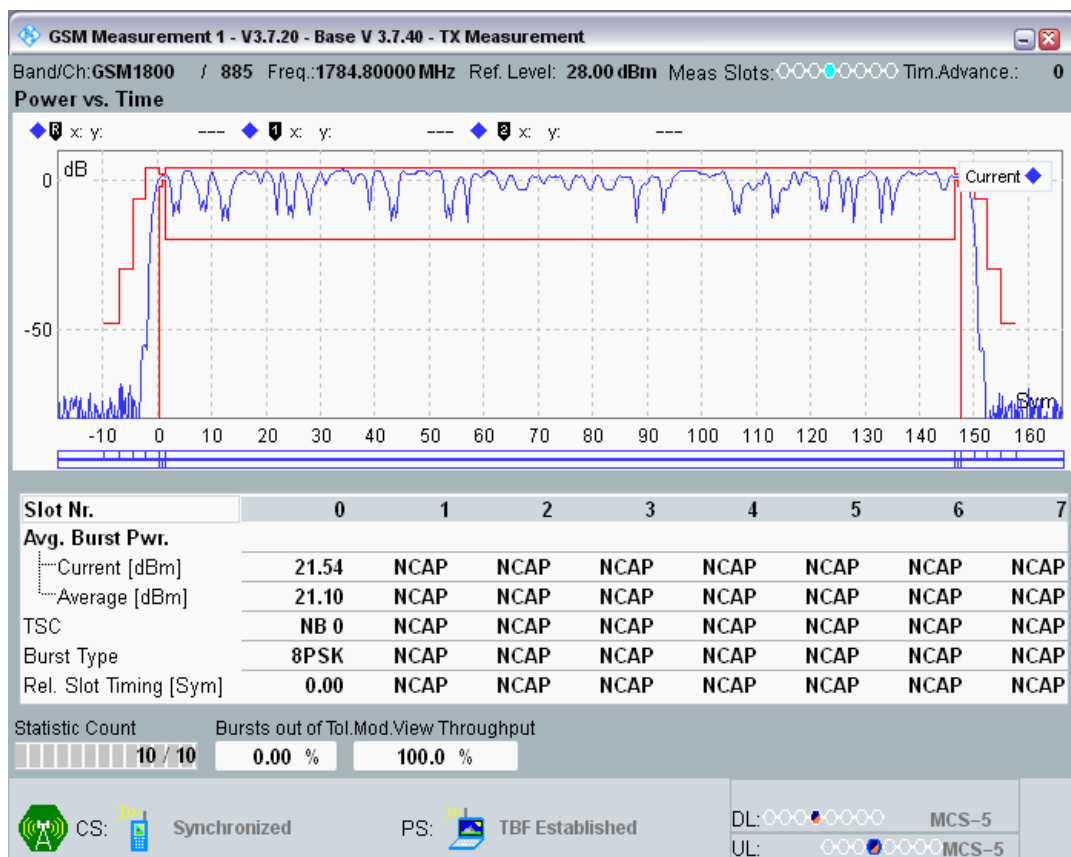 GSM Measurement 1 - V3.7.20 - Base V 3.7.40 - TX Measurement
Band/Ch:GSM1800 / 885 Freq.:1784.80000 MHz Ref. Level: 28.00 dBm Meas Slots: Tim.Advance.: 0
Power vs. Time
R x: y: --- 1 x: y: --- 2 x: y: ---
dB
Current
0
-50
Sym
-10 0 10 20 30 40 50 60 70 80 90 100 110 120 130 140 150 160
Slot Nr. 0 1 2 3 4 5 6 7
Avg. Burst Pwr.
Current [dBm] 21.54 NCAP NCAP NCAP NCAP NCAP NCAP NCAP
Average [dBm] 21.10 NCAP NCAP NCAP NCAP NCAP NCAP NCAP
TSC NB 0 NCAP NCAP NCAP NCAP NCAP NCAP NCAP
Burst Type 8PSK NCAP NCAP NCAP NCAP NCAP NCAP NCAP
Rel. Slot Timing [Sym] 0.00 NCAP NCAP NCAP NCAP NCAP NCAP NCAP
Statistic Count Bursts out of Tol. Mod.View Throughput
10 / 10 0.00 % 100.0 %
CS: Synchronized PS: TBF Established
DL: MCS-5
UL: MCS-5